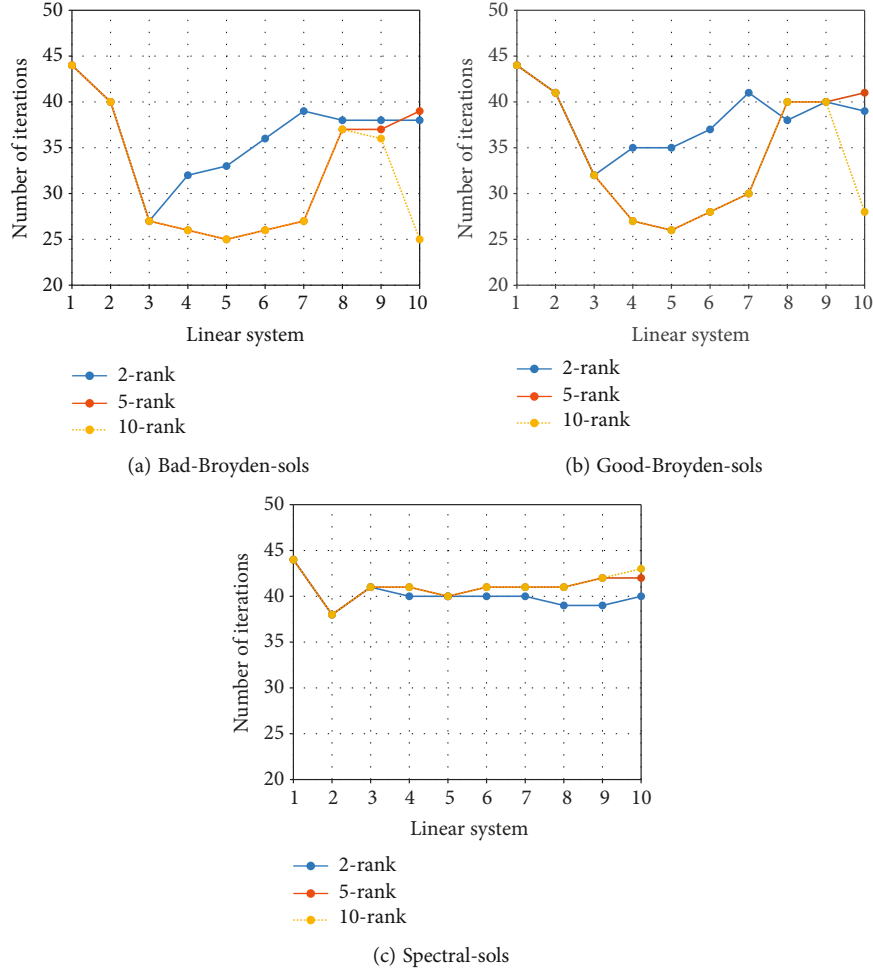 50
45
40
35
30
25
20
Number of iterations
1 2 3 4 5 6 7 8 9 10
Linear system
2-rank
5-rank
10-rank
(a) Bad-Broyden-sols
50
45
40
35
30
25
20
Number of iterations
1 2 3 4 5 6 7 8 9 10
Linear system
2-rank
5-rank
10-rank
(b) Good-Broyden-sols
50
45
40
35
30
25
20
Number of iterations
1 2 3 4 5 6 7 8 9 10
Linear system
2-rank
5-rank
10-rank
(c) Spectral-sols